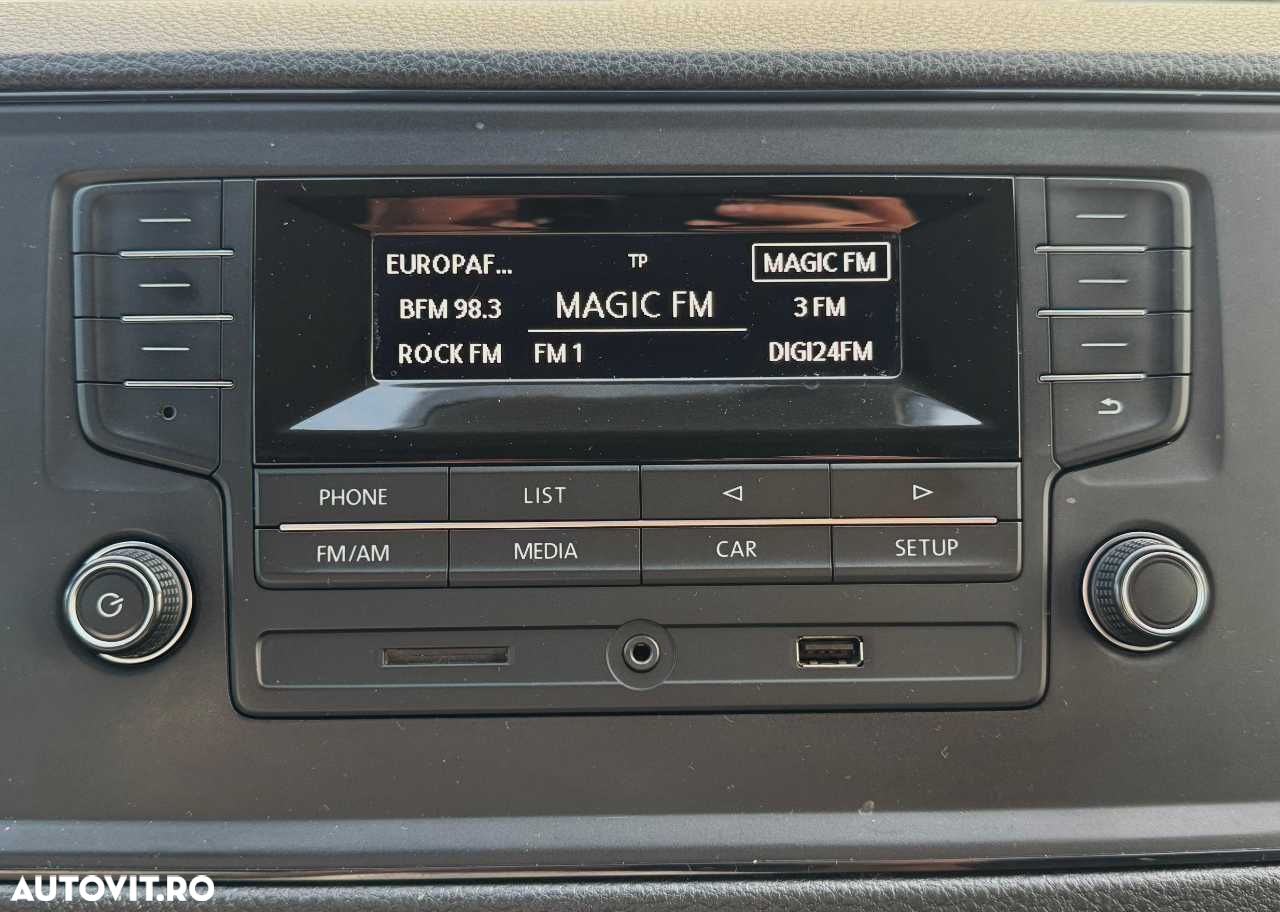 EUROPAF... TP MAGIC FM
BFM 98.3 MAGIC FM 3 FM
ROCK FM FM 1 DIGI24FM
PHONE LIST
FM/AM MEDIA CAR SETUP
AUTOVIT.RO